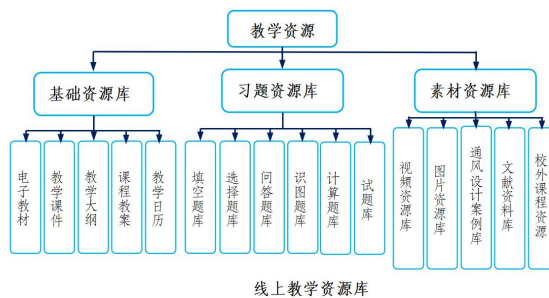 教学资源
基础资源库
习题资源库
素材资源库
电子教材
教学课件
教学大纲
课程教案
教学日历
填空题库
选择题库
问答题库
识图题库
计算题库
试题库
视频资源库
图片资源库
通风设计案例库
文献资料库
校外课程资源
线上教学资源库